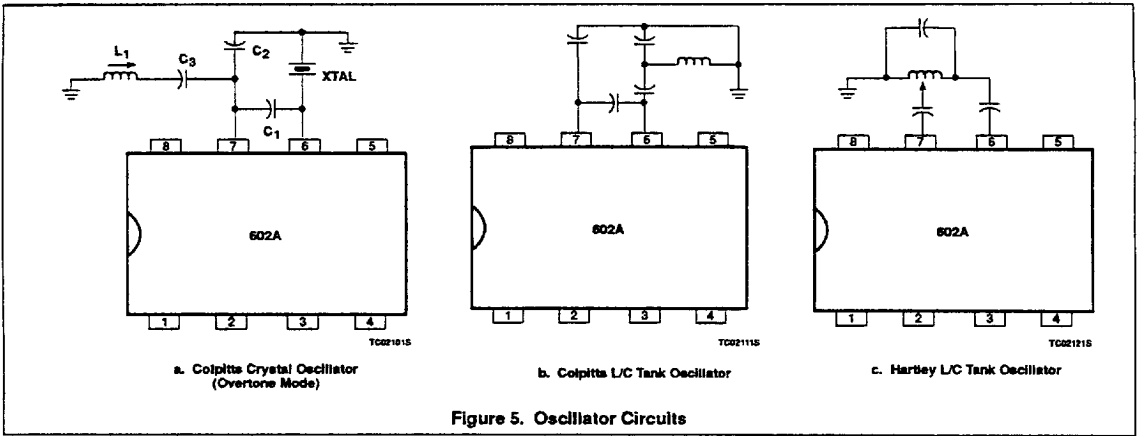 L1
C3
C2
XTAL
C1
8 7 6 5
602A
1 2 3 4
TC02101S
a. Colpitts Crystal Oscillator
(Overtone Mode)
8 7 6 5
602A
1 2 3 4
TC02111S
b. Colpitts L/C Tank Oscillator
8 7 6 5
602A
1 2 3 4
TC02121S
c. Hartley L/C Tank Oscillator
Figure 5. Oscillator Circuits